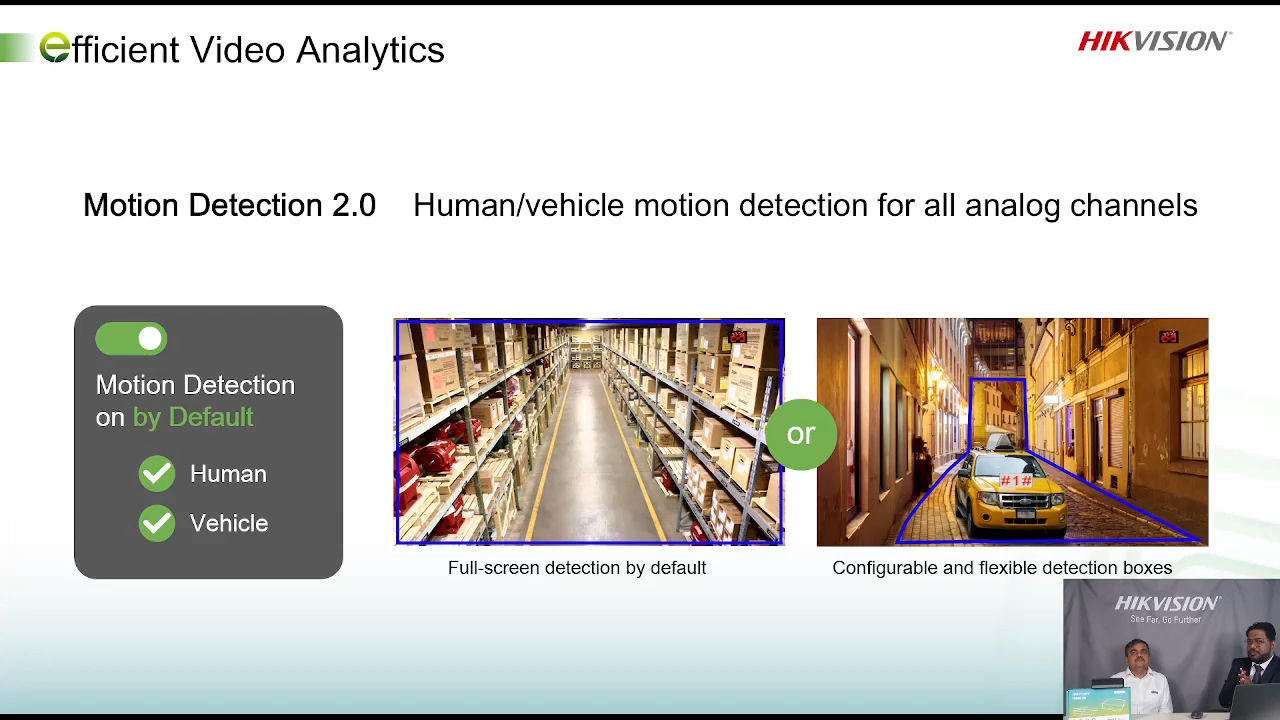 efficient Video Analytics
HIKVISION
Motion Detection 2.0 Human/vehicle motion detection for all analog channels
Motion Detection
on by Default
Human
Vehicle
or
#1#
Full-screen detection by default
Configurable and flexible detection boxes
HIKVISION
See Far, Go Further